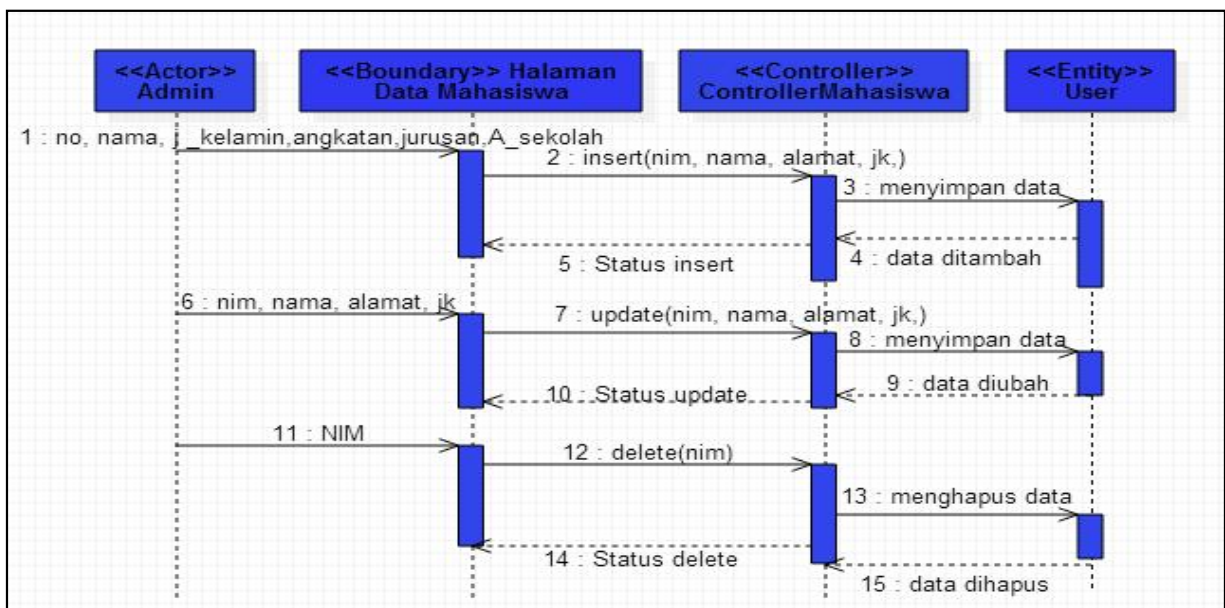 <<Actor>>
Admin
<<Boundary>> Halaman
Data Mahasiswa
<<Controller>>
ControllerMahasiswa
<<Entity>>
User
1 : no, nama, j_kelamin,angkatan,jurusan,A_sekolah
2 : insert(nim, nama, alamat, jk,)
3 : menyimpan data
4 : data ditambah
5 : Status insert
6 : nim, nama, alamat, jk
7 : update(nim, nama, alamat, jk,)
8 : menyimpan data
9 : data diubah
10 : Status update
11 : NIM
12 : delete(nim)
13 : menghapus data
14 : Status delete
15 : data dihapus